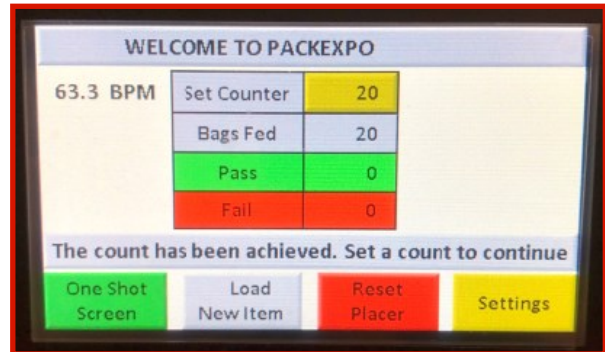 WELCOME TO PACKEXPO
63.3 BPM
Set Counter 20
Bags Fed 20
Pass 0
Fail 0
The count has been achieved. Set a count to continue
One Shot Screen
Load New Item
Reset Placer
Settings